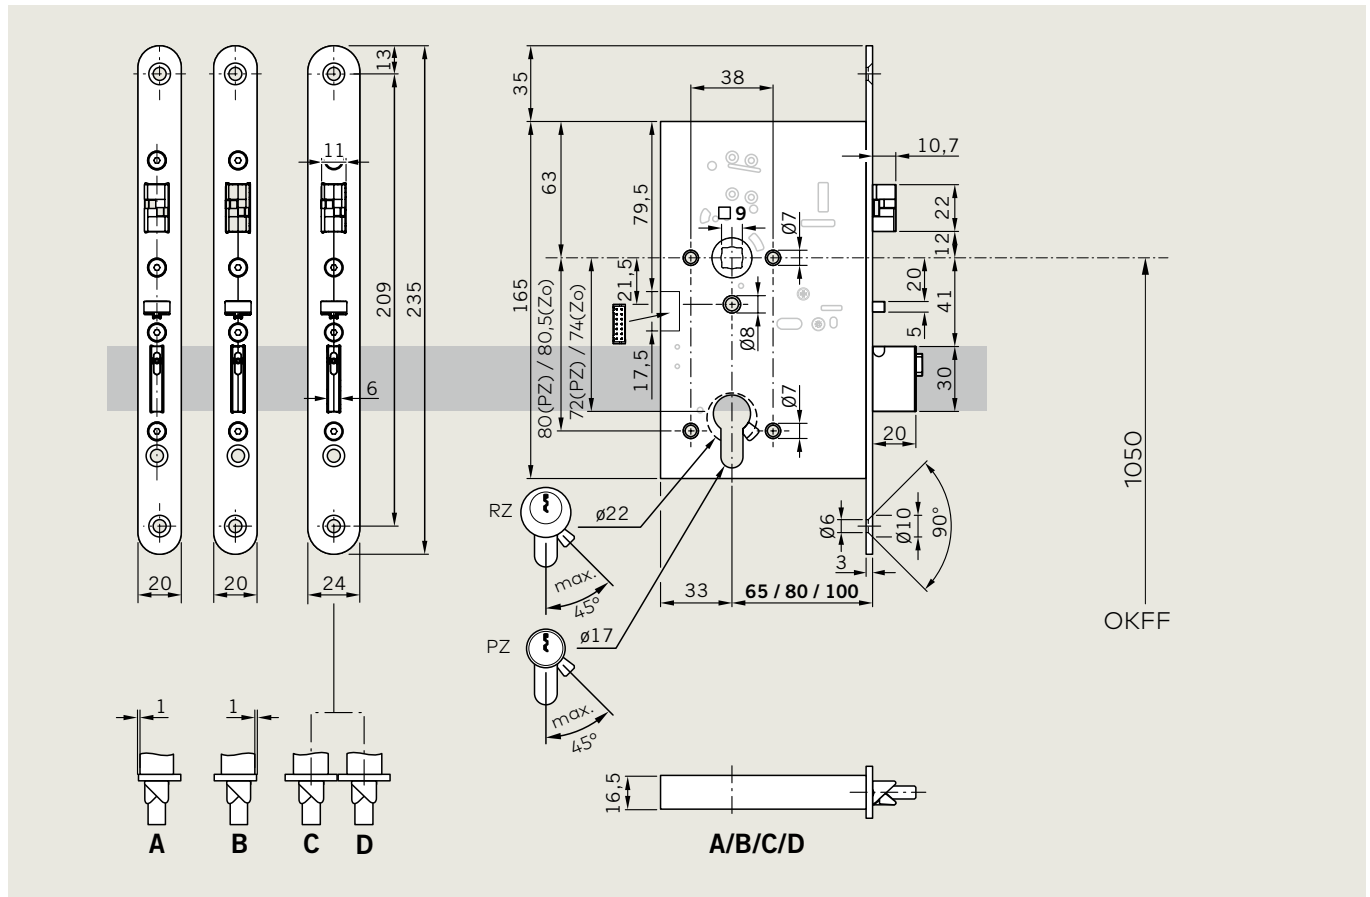 13
11
209
235
6
20
20
24
1
1
A
B
C
D
35
38
165
63
79,5
9
Ø7
21,5
Ø8
17,5
80(PZ) / 80,5(Zo)
72(PZ) / 74(Zo)
Ø7
10,7
22
12
20
41
5
30
20
1050
OKFF
RZ
ø22
max.
45°
PZ
ø17
max.
45°
Ø6
Ø10
90°
3
33
65 / 80 / 100
16,5
A/B/C/D